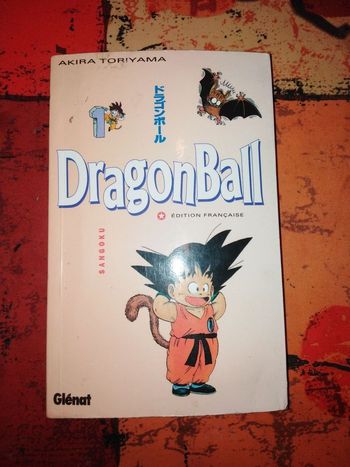 AKIRA TORIYAMA
1
ドラゴンボール
DragonBall
ÉDITION FRANÇAISE
SANGOKU
Glénat